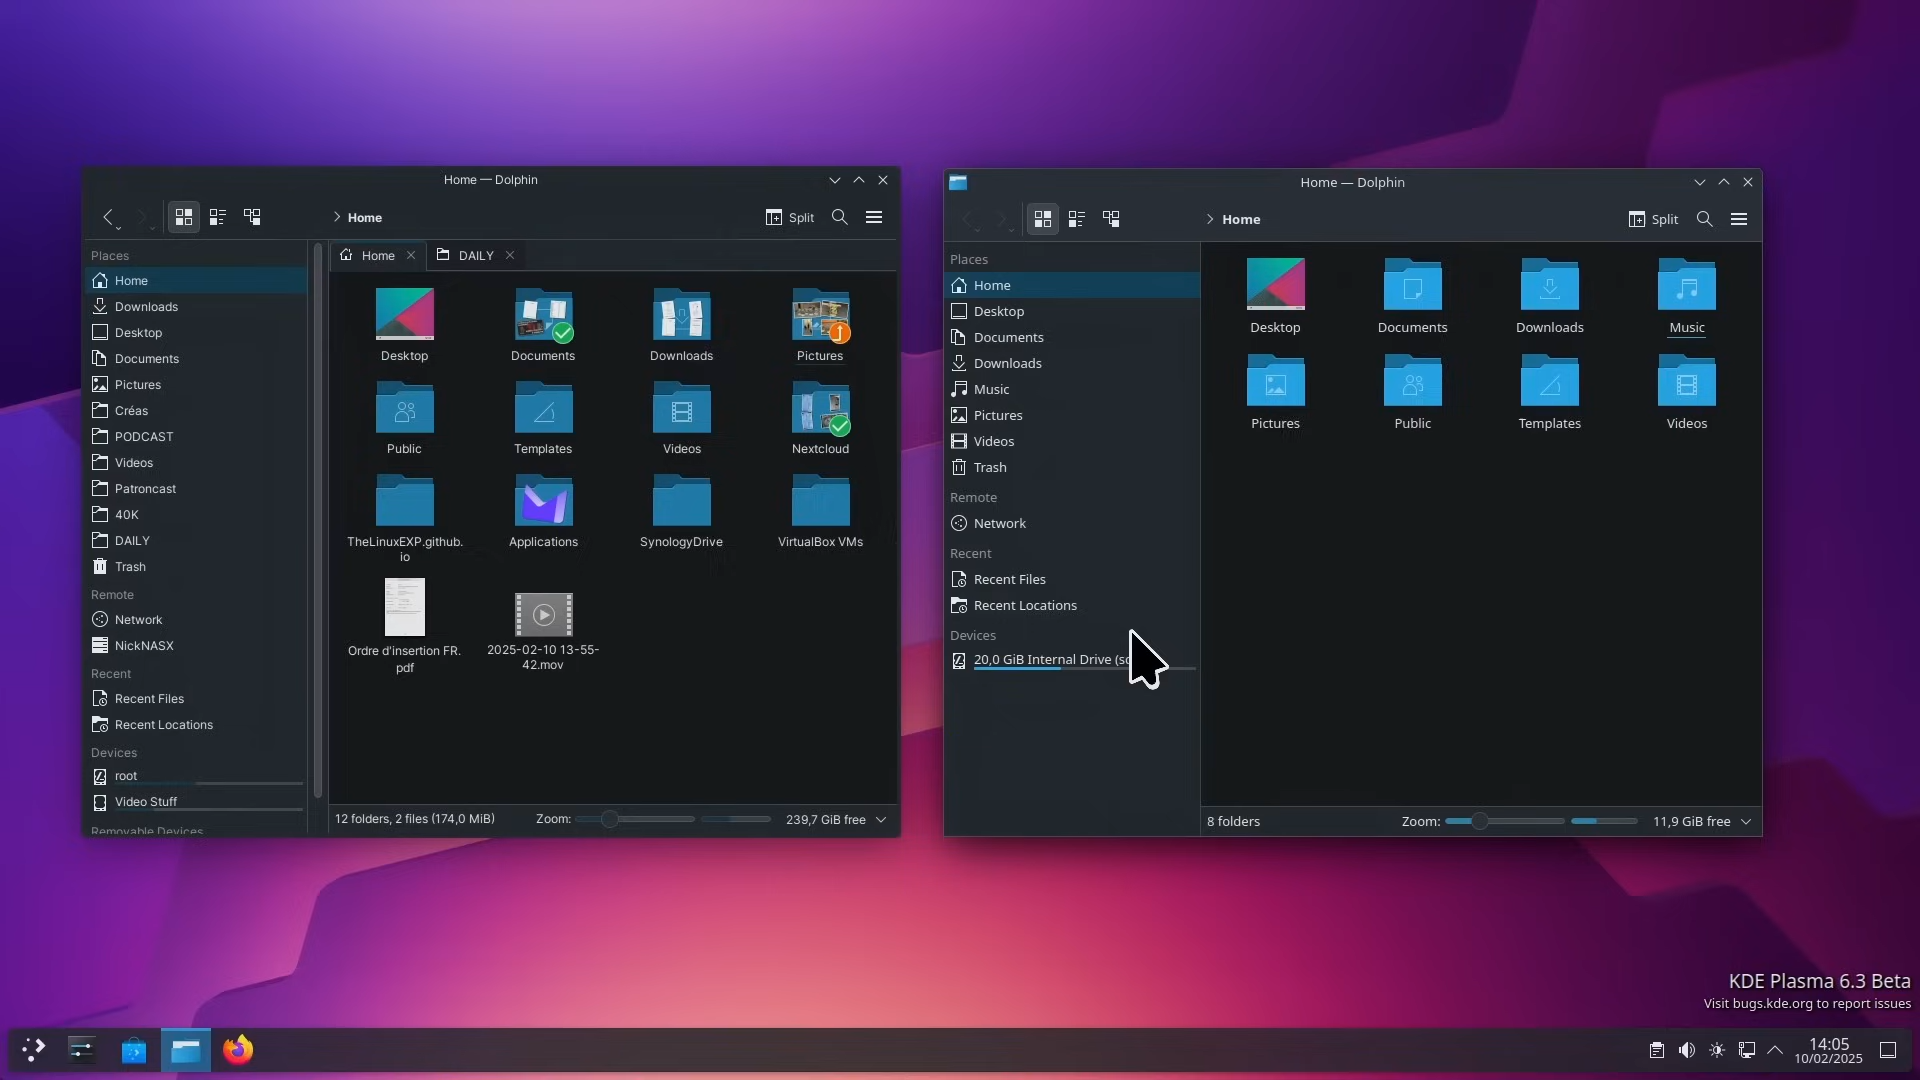 Home — Dolphin
Home
Split
Places
Home
Downloads
Desktop
Documents
Pictures
Créas
PODCAST
Videos
Patroncast
40K
DAILY
Trash
Remote
Network
NickNASX
Recent
Recent Files
Recent Locations
Devices
root
Video Stuff
Removable Devices
Home
DAILY
Desktop
Documents
Downloads
Pictures
Public
Templates
Videos
Nextcloud
TheLinuxEXP.github.
io
Applications
SynologyDrive
VirtualBox VMs
Ordre d'insertion FR.
pdf
2025-02-10 13-55-
42.mov
12 folders, 2 files (174,0 MiB)
Zoom:
239,7 GiB free
Home — Dolphin
Home
Split
Places
Home
Desktop
Documents
Downloads
Music
Pictures
Videos
Trash
Remote
Network
Recent
Recent Files
Recent Locations
Devices
20,0 GiB Internal Drive
Desktop
Documents
Downloads
Music
Pictures
Public
Templates
Videos
8 folders
Zoom:
11,9 GiB free
KDE Plasma 6.3 Beta
Visit bugs.kde.org to report issues
14:05
10/02/2025